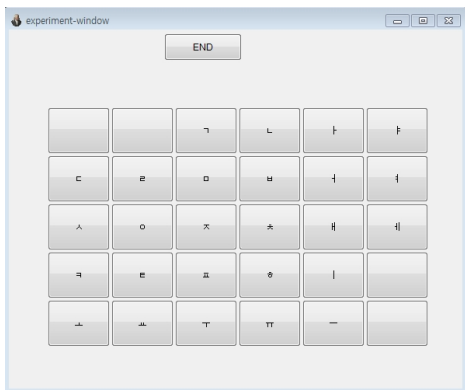 experiment-window
END
ㄱ ㄴ ㅏ ㅑ
ㄷ ㄹ ㅁ ㅂ ㅓ ㅕ
ㅅ ㅇ ㅈ ㅊ ㅐ ㅔ
ㅋ ㅌ ㅍ ㅎ ㅣ
ㅗ ㅛ ㅜ ㅠ ㅡ